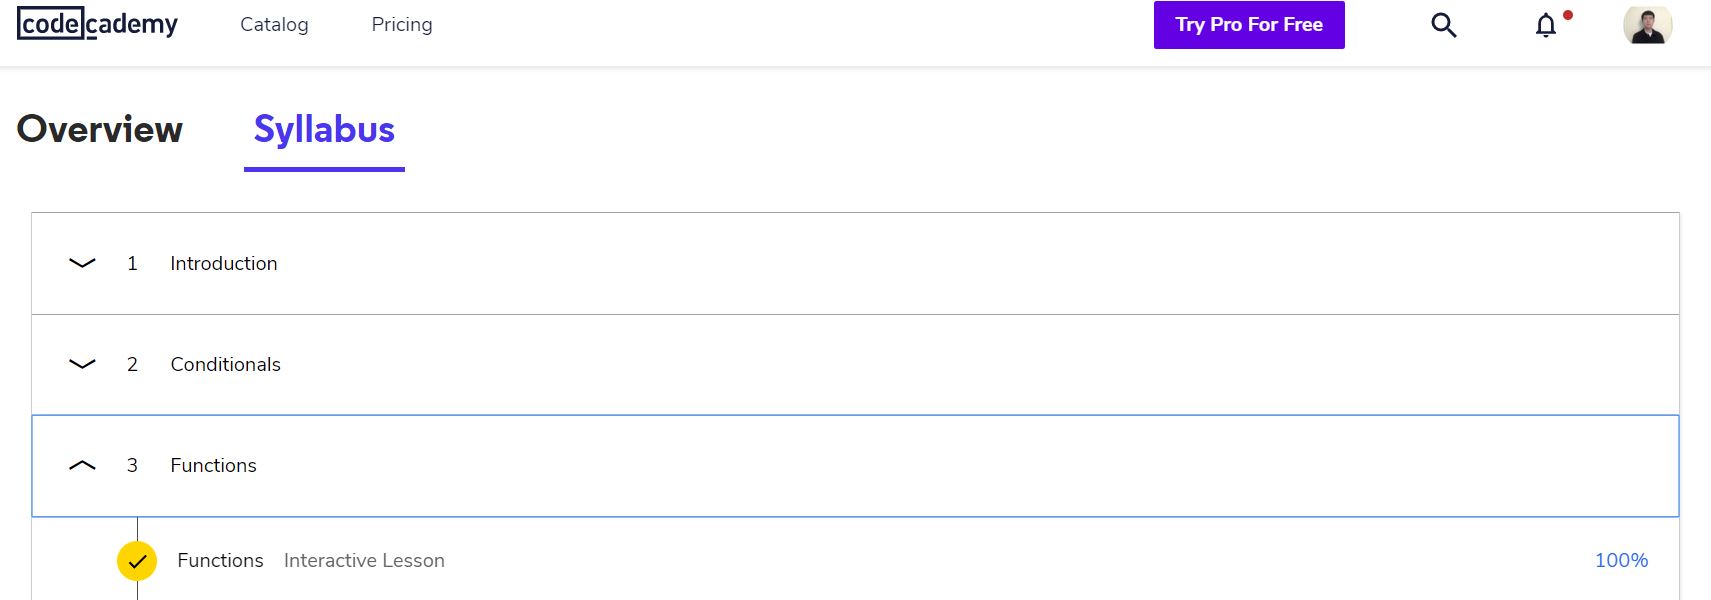 codecademy Catalog Pricing Try Pro For Free
Overview Syllabus
1 Introduction
2 Conditionals
3 Functions
Functions Interactive Lesson 100%